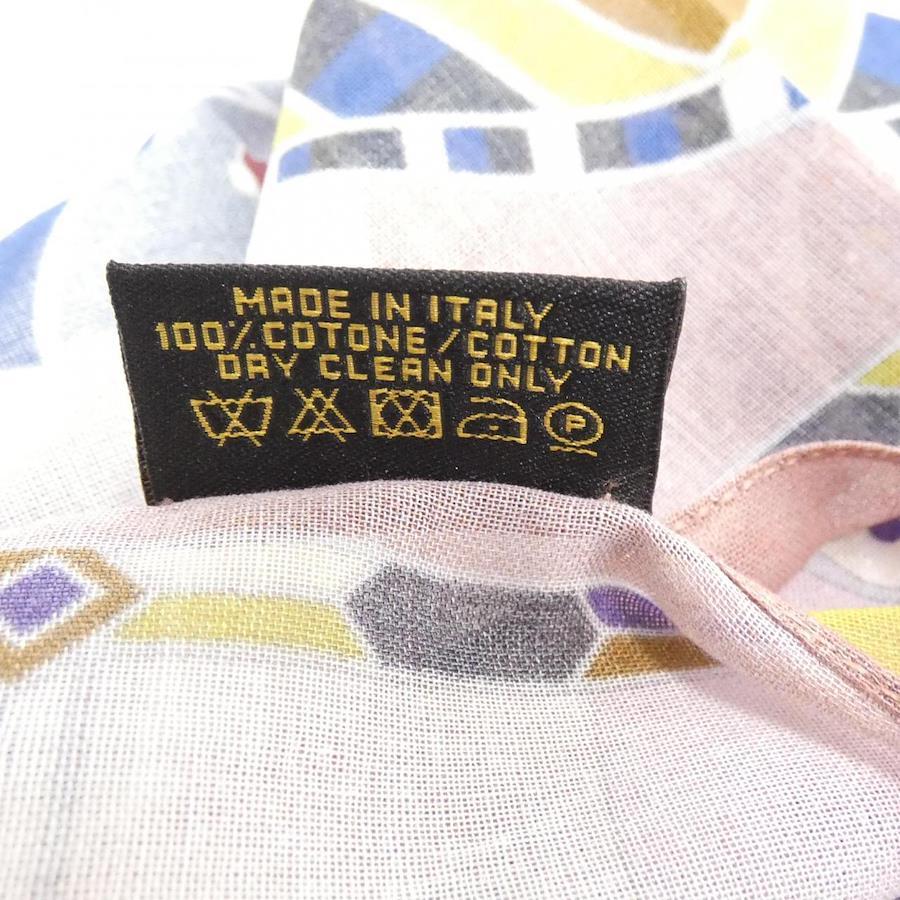 MADE IN ITALY
100% COTONE/COTTON
DRY CLEAN ONLY
P